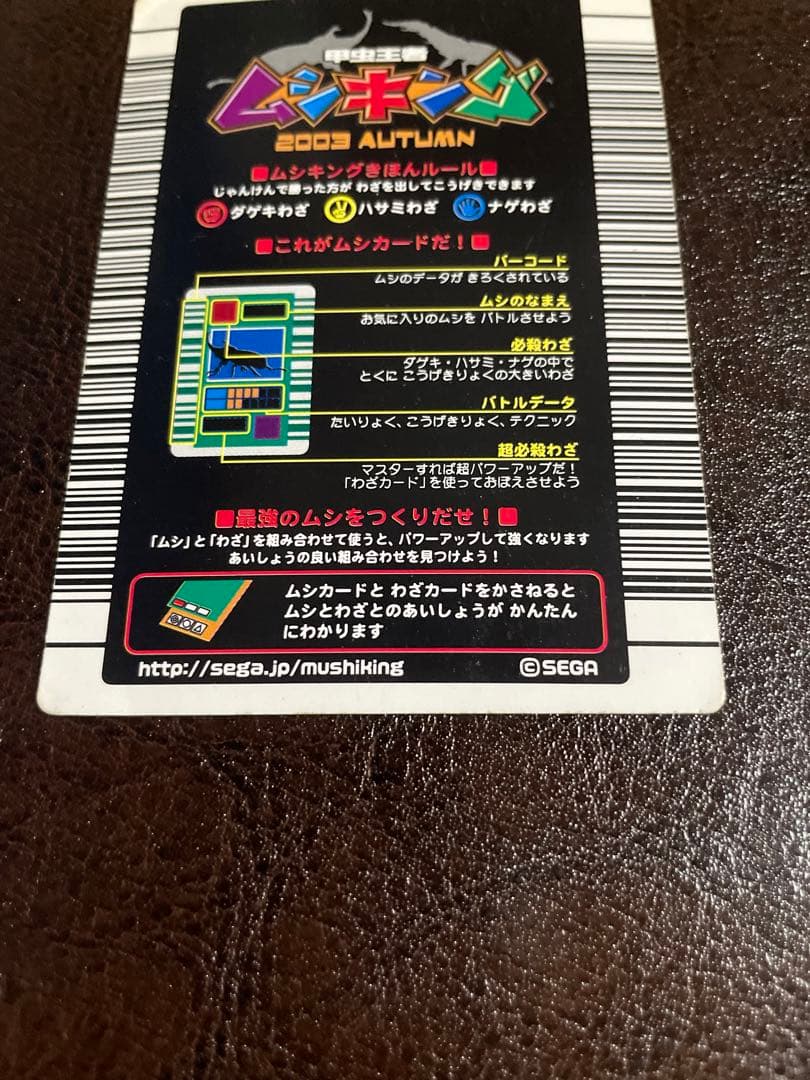 甲虫王者
ムシキング
2003 AUTUMN
■ムシキングきほんルール■
じゃんけんで勝った方が わざを出してこうげきできます
ダゲキわざ ハサミわざ ナゲわざ
■これがムシカードだ！■
バーコード
ムシのデータが きろくされている
ムシのなまえ
お気に入りのムシを バトルさせよう
必殺わざ
ダゲキ・ハサミ・ナゲの中で
とくに こうげきりょくの大きいわざ
バトルデータ
たいりょく、こうげきりょく、テクニック
超必殺わざ
マスターすれば超パワーアップだ！
「わざカード」を使っておぼえさせよう
■最強のムシをつくりだせ！■
「ムシ」と「わざ」を組み合わせて使うと、パワーアップして強くなります
あいしょうの良い組み合わせを見つけよう！
ムシカードと わざカードをかさねると
ムシとわざとのあいしょうが かんたん
にわかります
http://sega.jp/mushiking ©SEGA